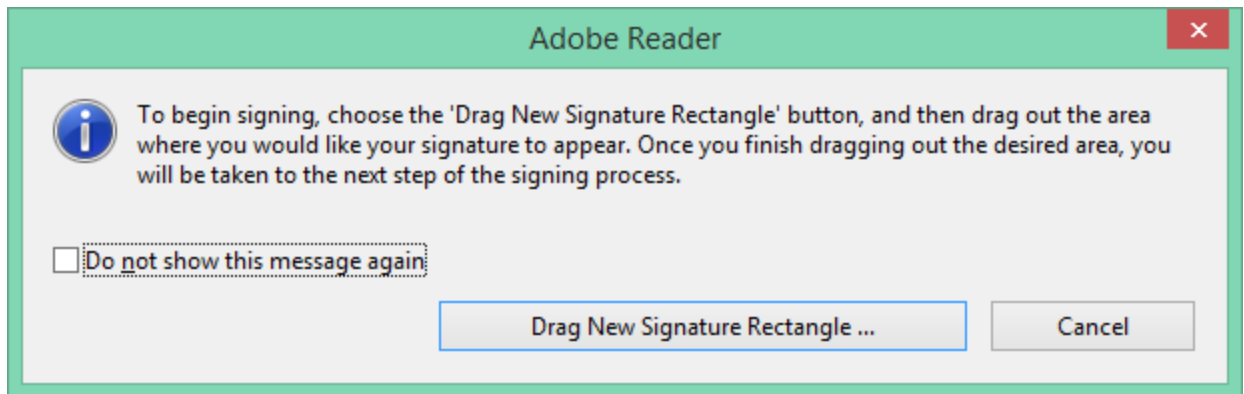 Adobe Reader
To begin signing, choose the 'Drag New Signature Rectangle' button, and then drag out the area
where you would like your signature to appear. Once you finish dragging out the desired area, you
will be taken to the next step of the signing process.
Do not show this message again
Drag New Signature Rectangle ...
Cancel